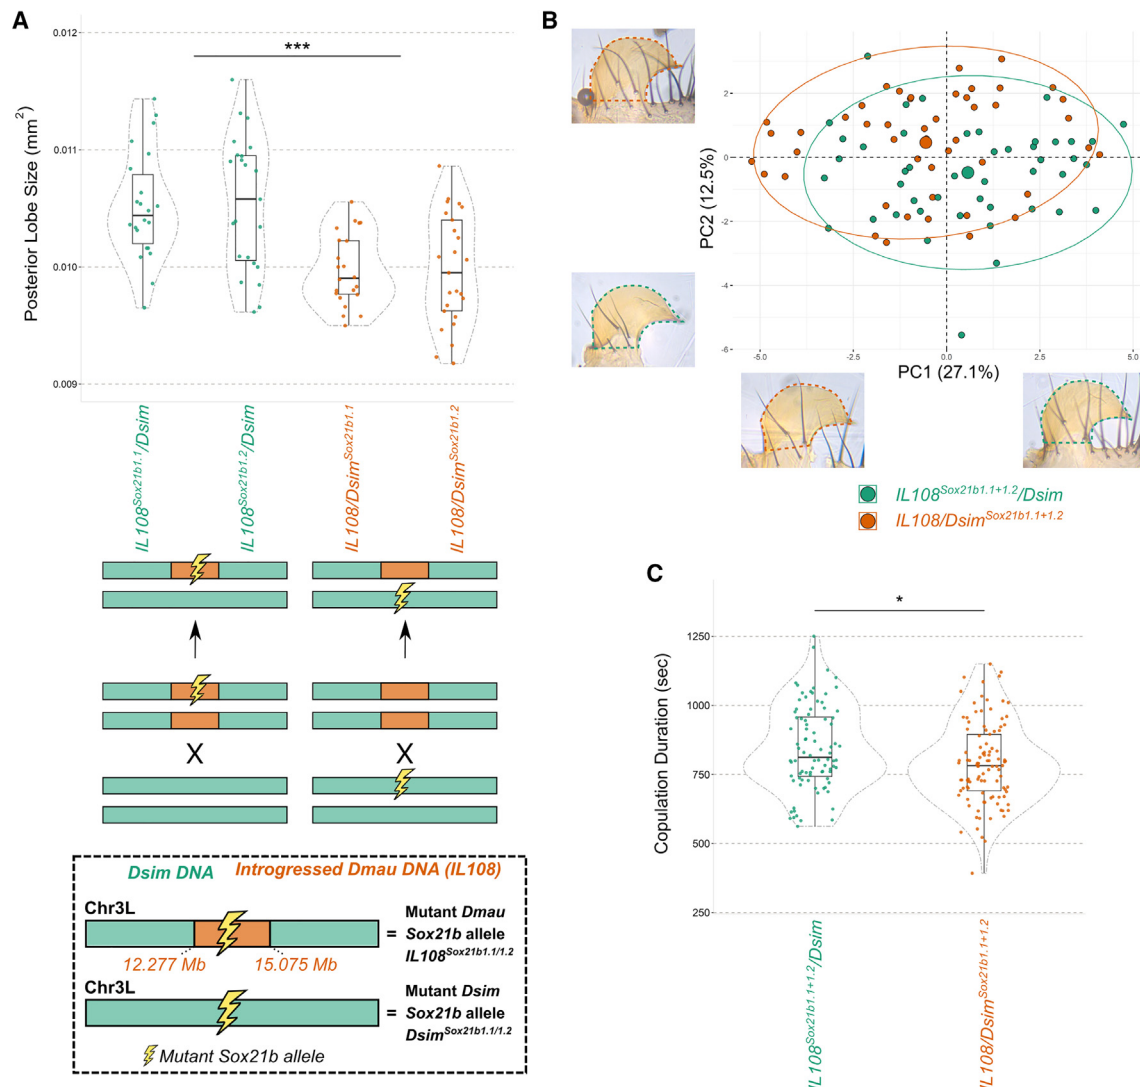 A
0.012
0.011
0.010
0.009
Posterior Lobe Size (mm²)
***
IL108^Sox21b1.1/Dsim
IL108^Sox21b1.2/Dsim
IL108/Dsim^Sox21b1.1
IL108/Dsim^Sox21b1.2
X
X
Dsim DNA
Introgressed Dmau DNA (IL108)
Chr3L
12.277 Mb
15.075 Mb
= Mutant Dmau
Sox21b allele
IL108^Sox21b1.1/1.2
Chr3L
= Mutant Dsim
Sox21b allele
Dsim^Sox21b1.1/1.2
Mutant Sox21b allele
B
PC2 (12.5%)
2
0
-2
-4
-6
-5.0
-2.5
0.0
2.5
5.0
PC1 (27.1%)
IL108^Sox21b1.1+1.2/Dsim
IL108/Dsim^Sox21b1.1+1.2
C
*
Copulation Duration (sec)
1250
1000
750
500
250
IL108^Sox21b1.1+1.2/Dsim
IL108/Dsim^Sox21b1.1+1.2